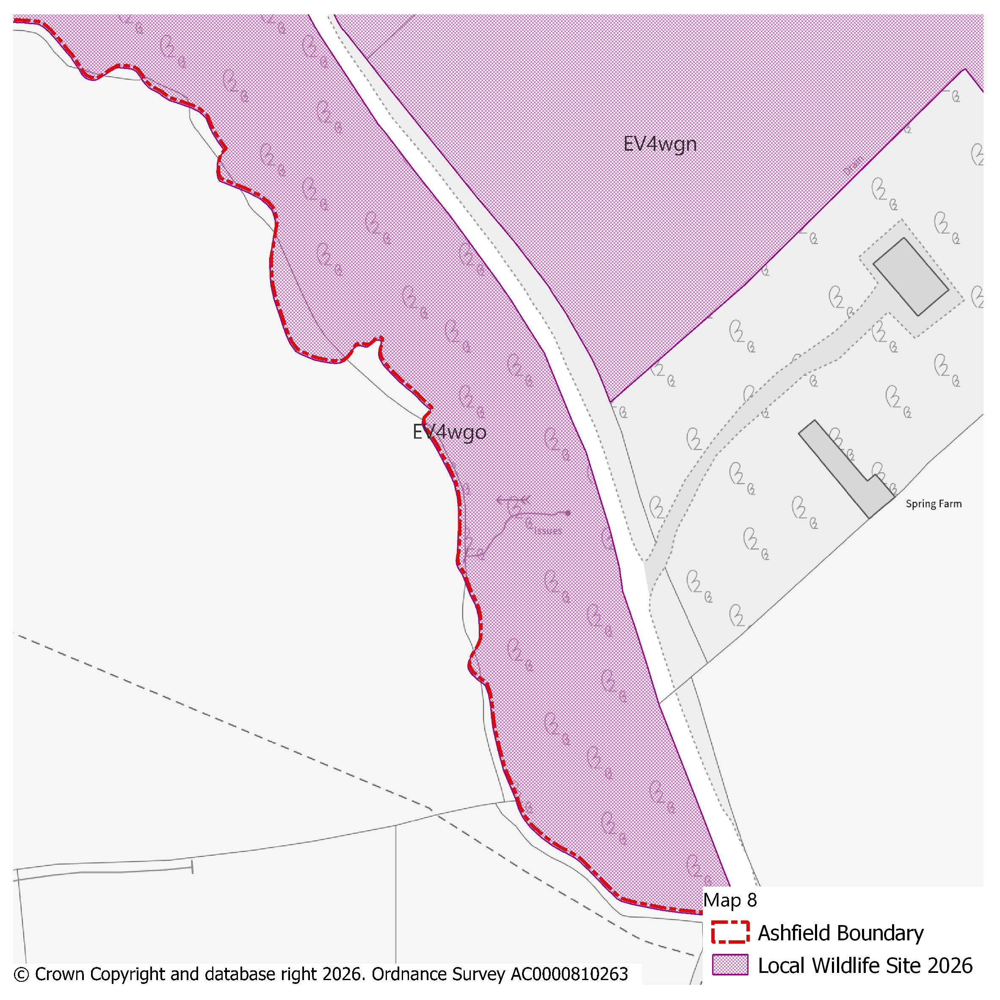 EV4wgn
Drain
EV4wgo
Spring Farm
Issues
Map 8
Ashfield Boundary
Local Wildlife Site 2026
© Crown Copyright and database right 2026. Ordnance Survey AC0000810263